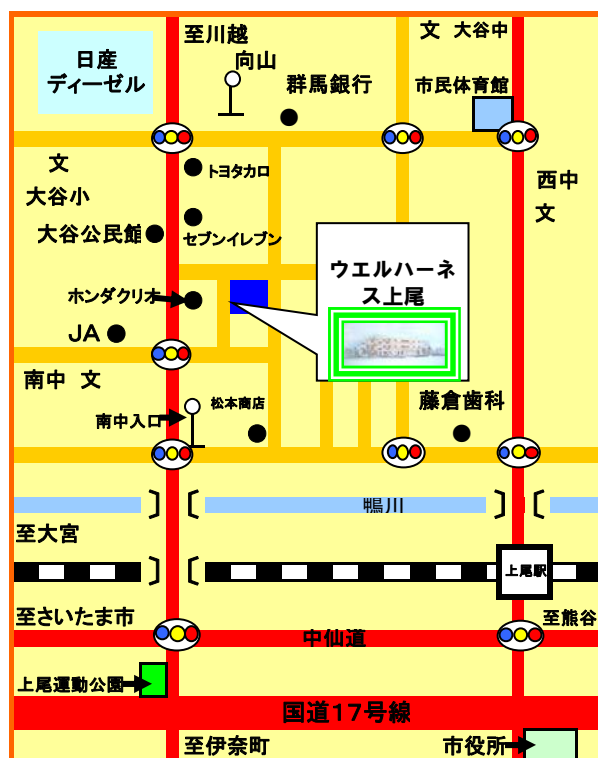 至川越
文 大谷中
日産
ディーゼル
向山
群馬銀行
市民体育館
文
大谷小
トヨタカロ
西中
文
大谷公民館
セブンイレブン
ウエルハーネ
ス上尾
ホンダクリオ
JA
南中 文
松本商店
藤倉歯科
南中入口
鴨川
至大宮
上尾駅
至さいたま市
至熊谷
中仙道
上尾運動公園
国道17号線
至伊奈町
市役所